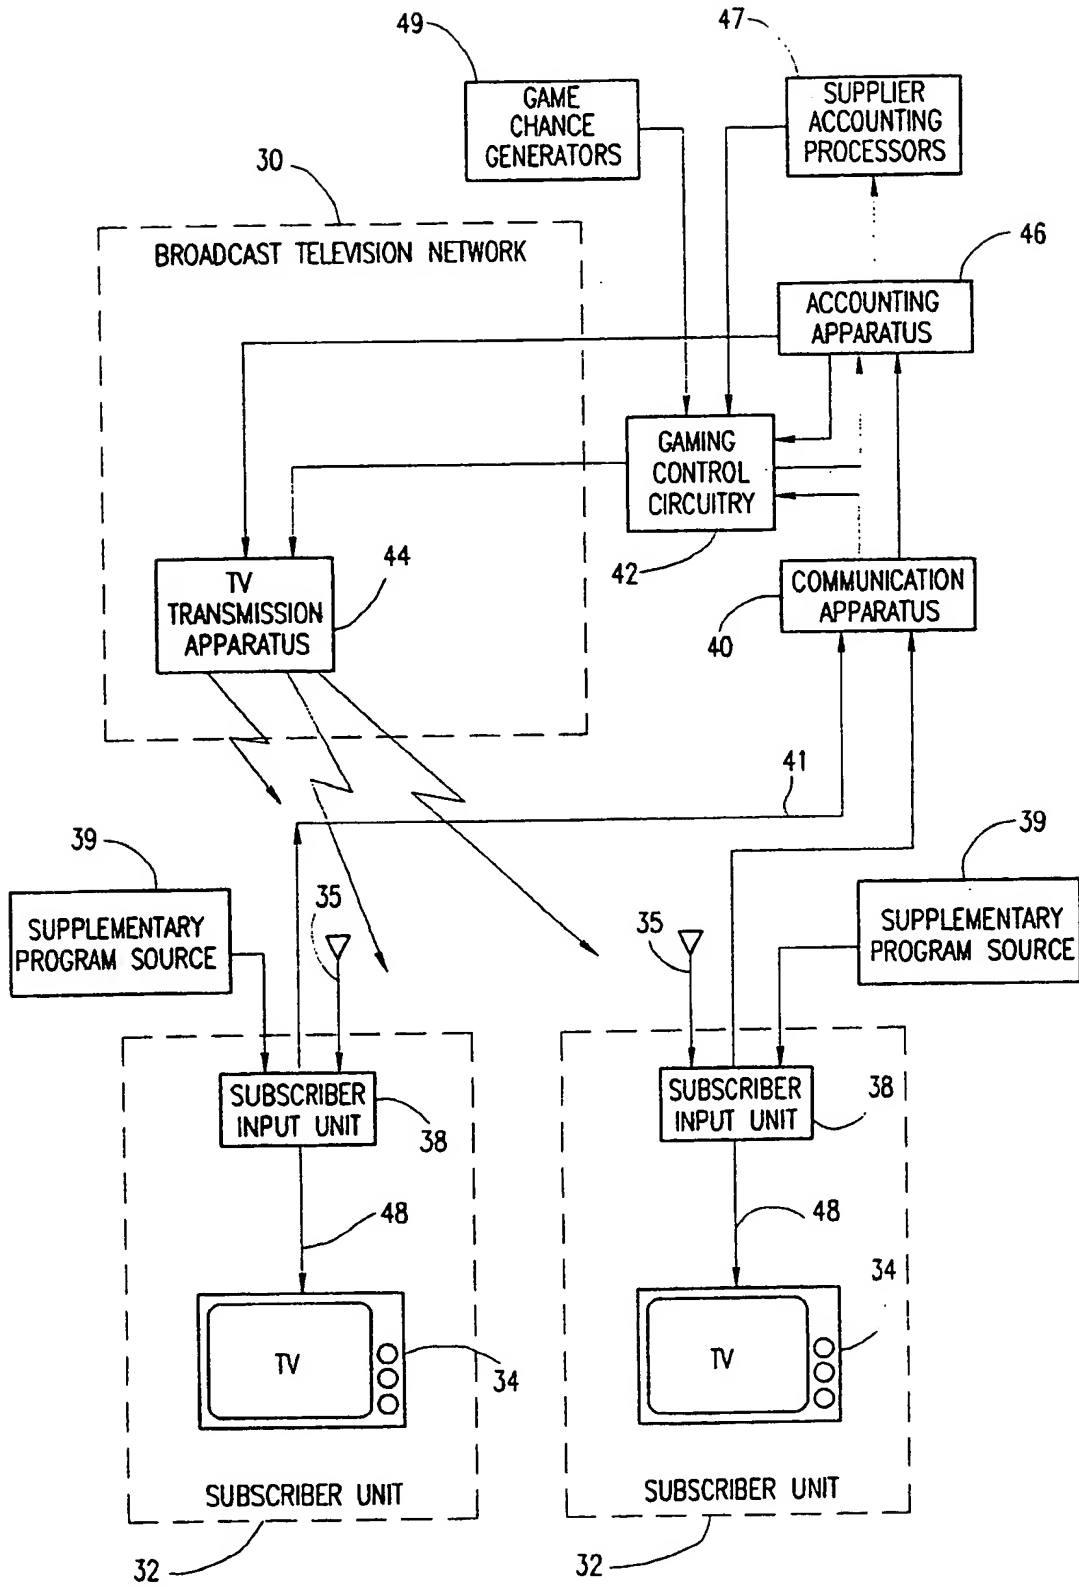 49
GAME
CHANCE
GENERATORS
47
SUPPLIER
ACCOUNTING
PROCESSORS
30
BROADCAST TELEVISION NETWORK
46
ACCOUNTING
APPARATUS
GAMING
CONTROL
CIRCUITRY
42
TV
TRANSMISSION
APPARATUS
44
COMMUNICATION
APPARATUS
40
41
39
SUPPLEMENTARY
PROGRAM SOURCE
35
35
39
SUPPLEMENTARY
PROGRAM SOURCE
SUBSCRIBER
INPUT UNIT
38
SUBSCRIBER
INPUT UNIT
38
48
48
TV
34
TV
34
SUBSCRIBER UNIT
32
SUBSCRIBER UNIT
32